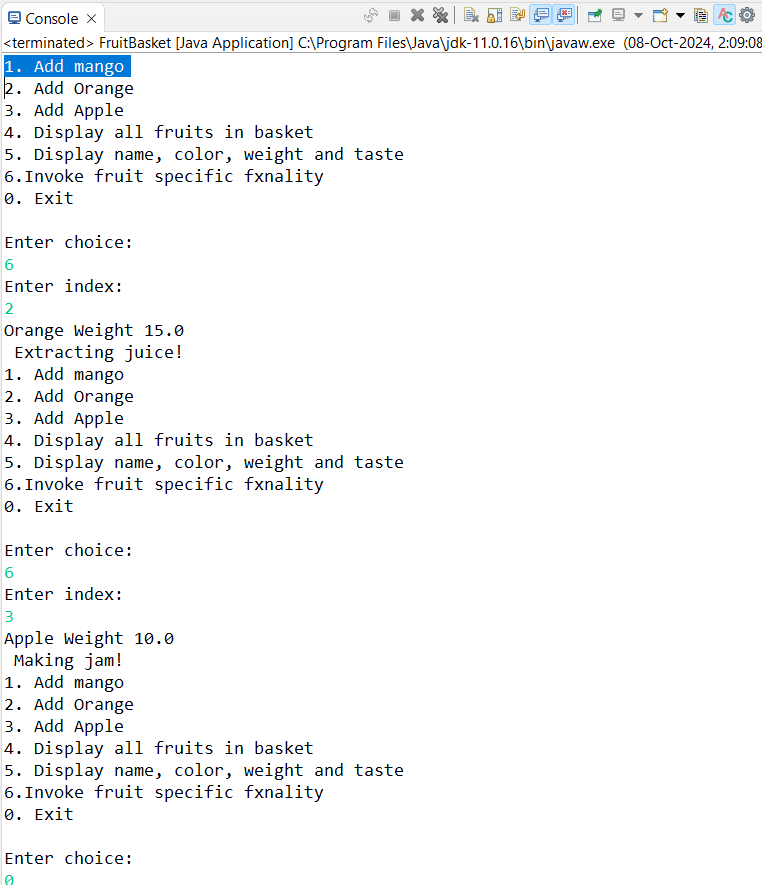 Console
<terminated> FruitBasket [Java Application] C:\Program Files\Java\jdk-11.0.16\bin\javaw.exe (08-Oct-2024, 2:09:08
1. Add mango
2. Add Orange
3. Add Apple
4. Display all fruits in basket
5. Display name, color, weight and taste
6.Invoke fruit specific fxnality
0. Exit
Enter choice:
6
Enter index:
2
Orange Weight 15.0
Extracting juice!
1. Add mango
2. Add Orange
3. Add Apple
4. Display all fruits in basket
5. Display name, color, weight and taste
6.Invoke fruit specific fxnality
0. Exit
Enter choice:
6
Enter index:
3
Apple Weight 10.0
Making jam!
1. Add mango
2. Add Orange
3. Add Apple
4. Display all fruits in basket
5. Display name, color, weight and taste
6.Invoke fruit specific fxnality
0. Exit
Enter choice:
0